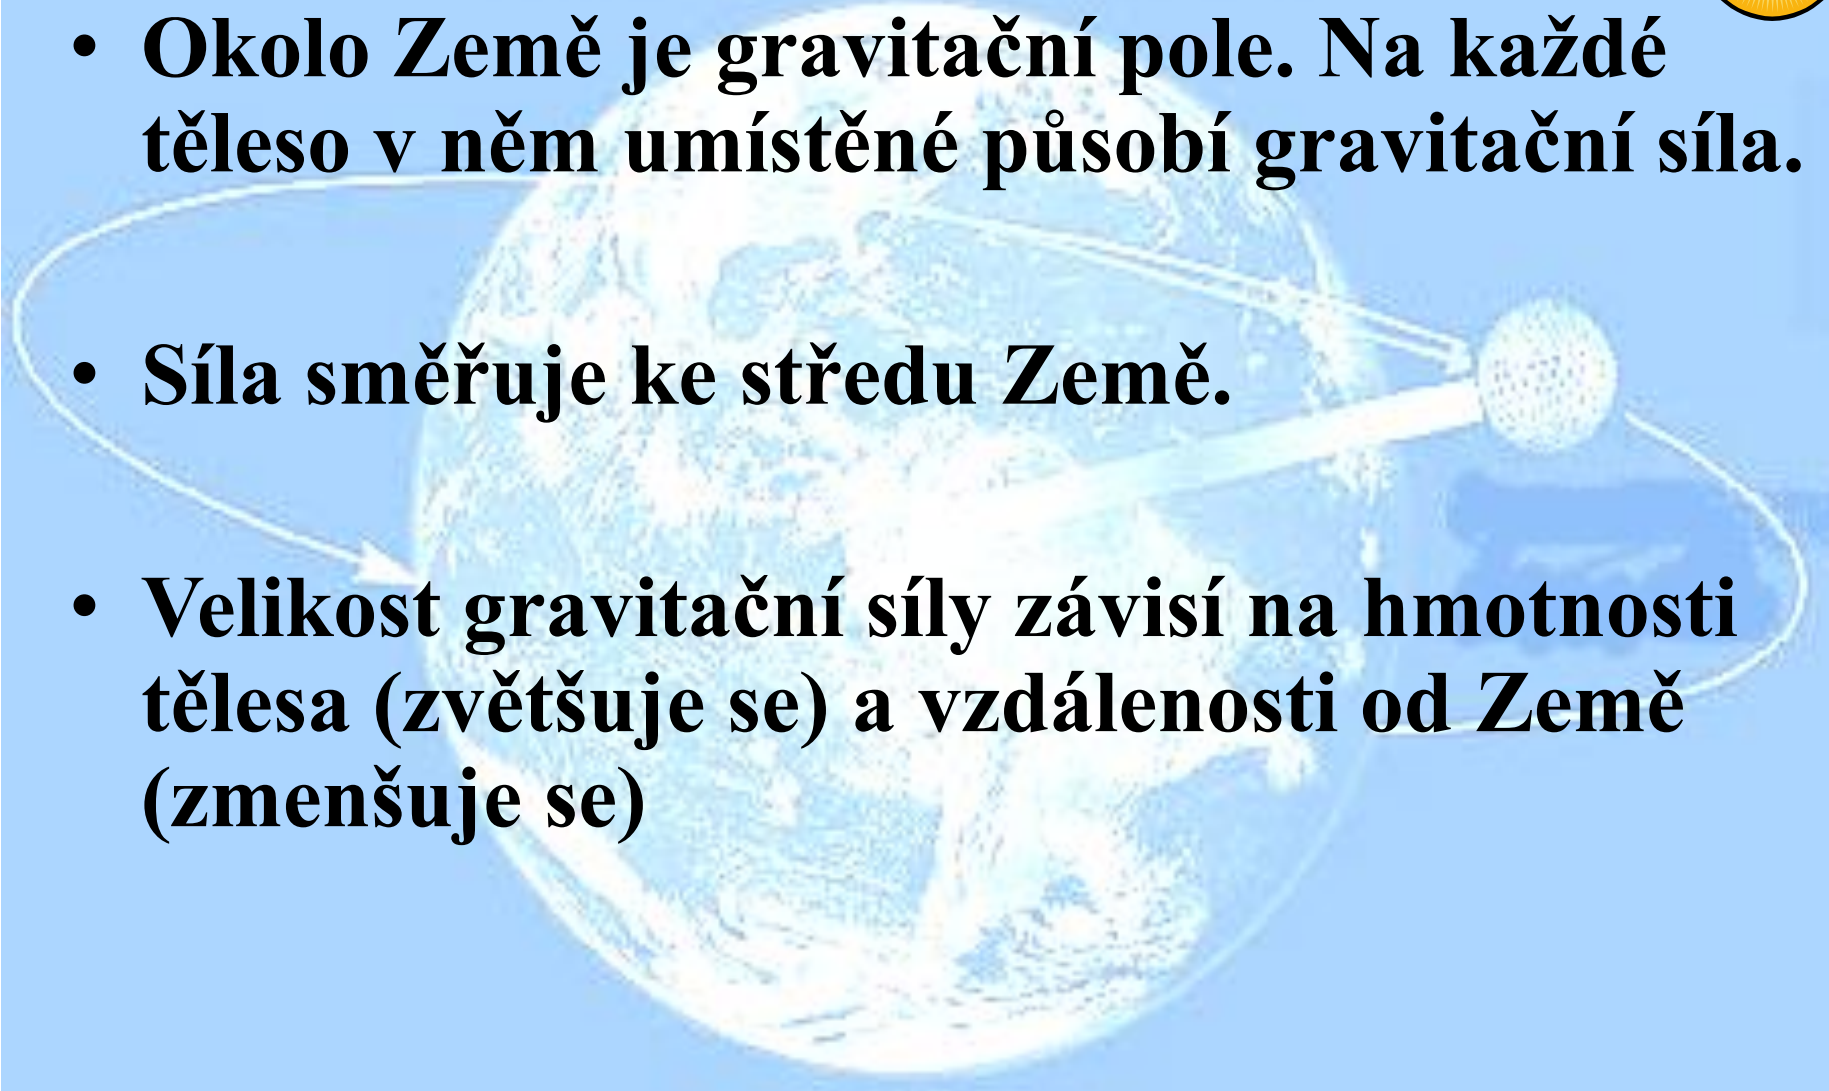 • Okolo Země je gravitační pole. Na každé
těleso v něm umístěné působí gravitační síla.
• Síla směřuje ke středu Země.
• Velikost gravitační síly závisí na hmotnosti
tělesa (zvětšuje se) a vzdálenosti od Země
(zmenšuje se)